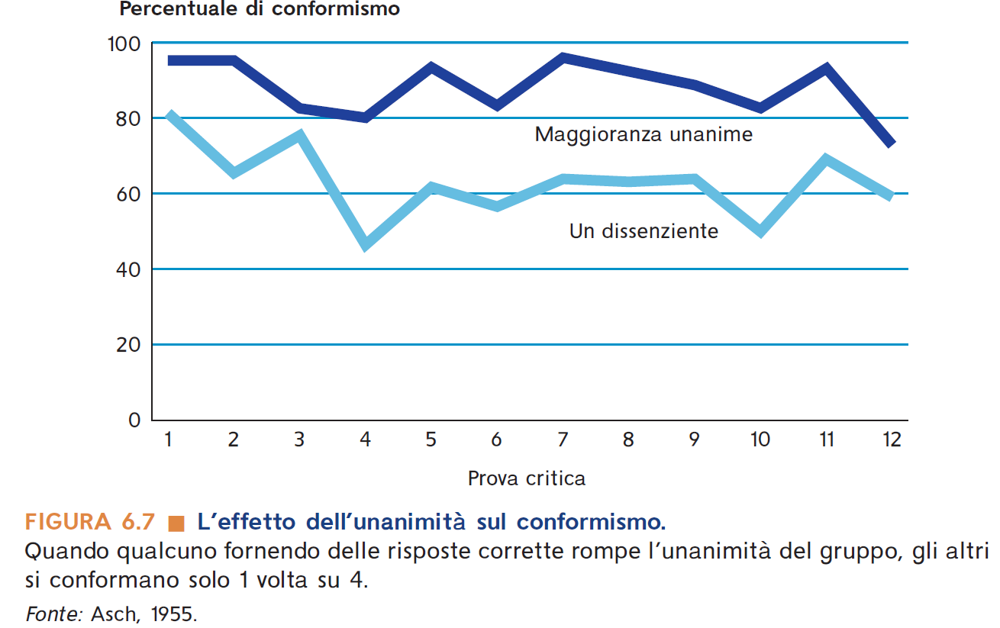 Percentuale di conformismo
100
80
Maggioranza unanime
60
Un dissenziente
40
20
0
1 2 3 4 5 6 7 8 9 10 11 12
Prova critica
FIGURA 6.7 ■ L’effetto dell’unanimità sul conformismo.
Quando qualcuno fornendo delle risposte corrette rompe l’unanimità del gruppo, gli altri
si conformano solo 1 volta su 4.
Fonte: Asch, 1955.